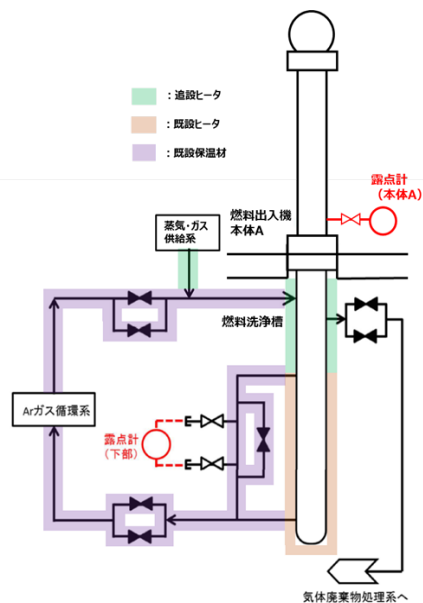 ：追設ヒータ
：既設ヒータ
：既設保温材
露点計
（本体A）
燃料出入機
本体A
蒸気・ガス
供給系
燃料洗浄槽
Arガス循環系
露点計
（下部）
気体廃棄物処理系へ